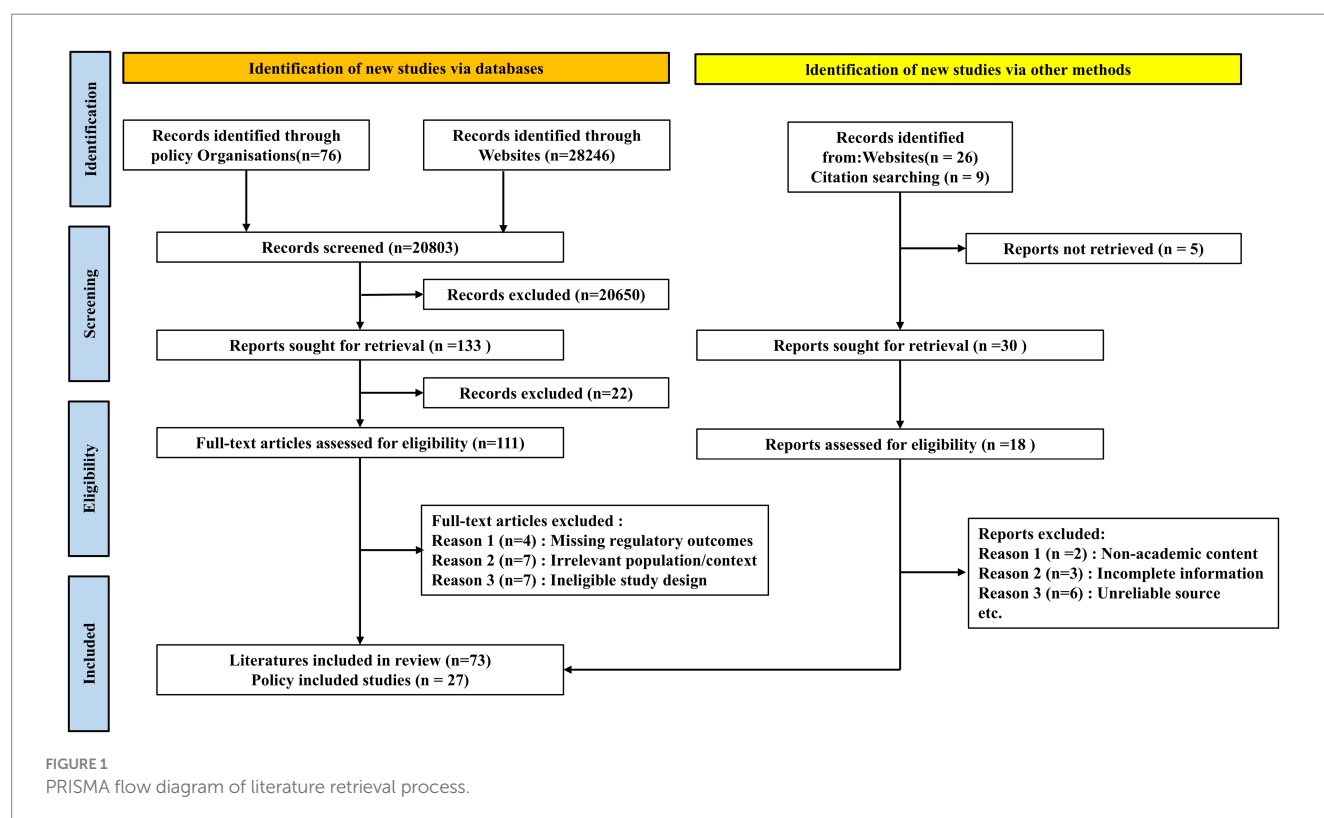 Identification of new studies via databases
Identification of new studies via other methods
Identification
Records identified through
policy Organisations(n=76)
Records identified through
Websites (n=28246)
Records identified
from:Websites(n = 26)
Citation searching (n = 9)
Screening
Records screened (n=20803)
Reports not retrieved (n = 5)
Records excluded (n=20650)
Reports sought for retrieval (n =133 )
Reports sought for retrieval (n =30 )
Records excluded (n=22)
Eligibility
Full-text articles assessed for eligibility (n=111)
Reports assessed for eligibility (n =18 )
Full-text articles excluded :
Reason 1 (n=4) : Missing regulatory outcomes
Reason 2 (n=7) : Irrelevant population/context
Reason 3 (n=7) : Ineligible study design
Reports excluded:
Reason 1 (n =2) : Non-academic content
Reason 2 (n=3) : Incomplete information
Reason 3 (n=6) : Unreliable source
etc.
Included
Literatures included in review (n=73)
Policy included studies (n = 27)
FIGURE 1
PRISMA flow diagram of literature retrieval process.